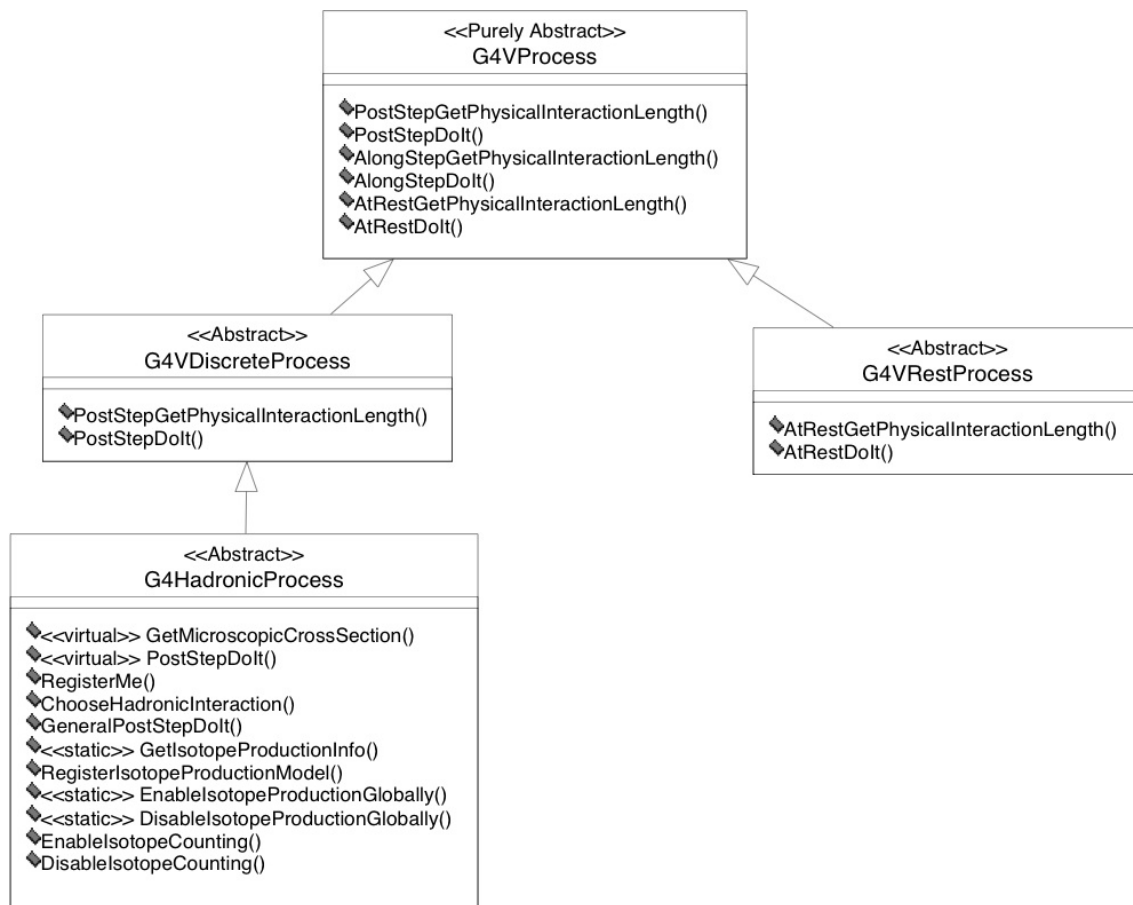 <<Purely Abstract>>
G4VProcess
PostStepGetPhysicalInteractionLength()
PostStepDoIt()
AlongStepGetPhysicalInteractionLength()
AlongStepDoIt()
AtRestGetPhysicalInteractionLength()
AtRestDoIt()
<<Abstract>>
G4VDiscreteProcess
PostStepGetPhysicalInteractionLength()
PostStepDoIt()
<<Abstract>>
G4VRestProcess
AtRestGetPhysicalInteractionLength()
AtRestDoIt()
<<Abstract>>
G4HadronicProcess
<<virtual>> GetMicroscopicCrossSection()
<<virtual>> PostStepDoIt()
RegisterMe()
ChooseHadronicInteraction()
GeneralPostStepDoIt()
<<static>> GetIsotopeProductionInfo()
RegisterIsotopeProductionModel()
<<static>> EnableIsotopeProductionGlobally()
<<static>> DisableIsotopeProductionGlobally()
EnableIsotopeCounting()
DisableIsotopeCounting()